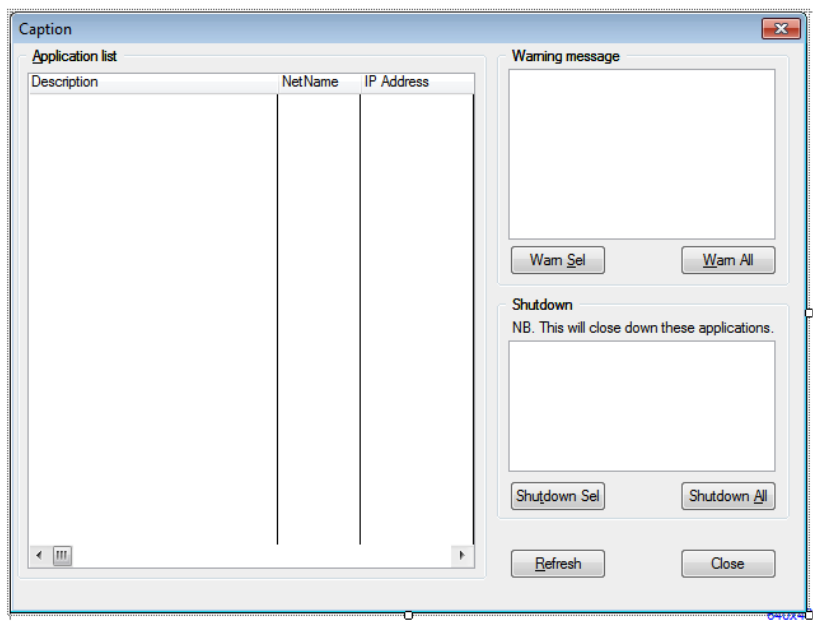 Caption
Application list
Description NetName IP Address
Warning message
Warn Sel Warn All
Shutdown
NB. This will close down these applications.
Shutdown Sel Shutdown All
Refresh Close